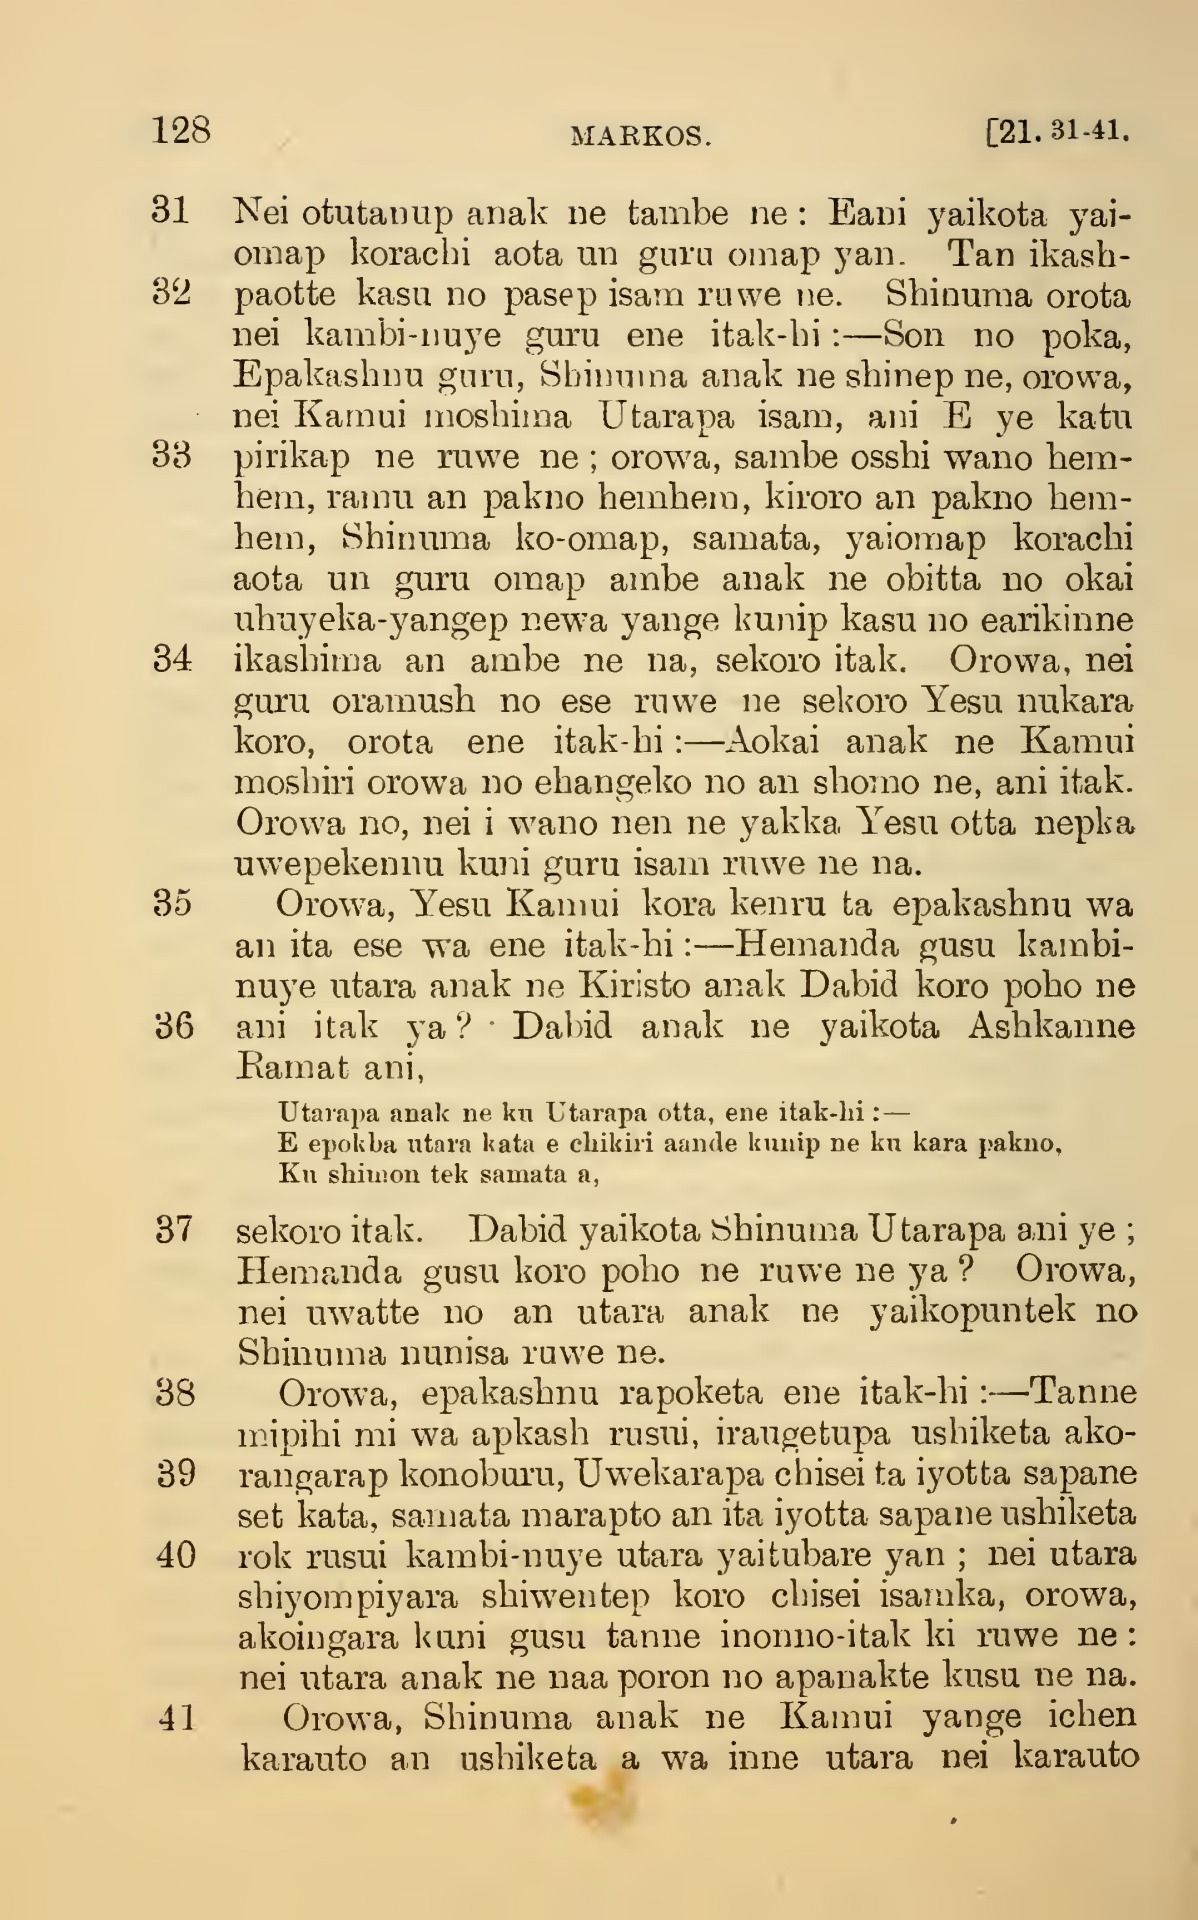 128 MARKOS. [21. 31-41.
31 Nei otutanup anak ne tambe ne : Eani yaikota yai-
omap korachi aota un guru omap yan. Tan ikash-
32 paotte kasu no pasep isam ruwe ne. Shinuma orota
nei kambi-nuye guru ene itak-hi :—Son no poka,
Epakashnu guru, Shinuma anak ne shinep ne, orowa,
nei Kamui moshima Utarapa isam, ani E ye katu
33 pirikap ne ruwe ne ; orowa, sambe osshi wano hem-
hem, ramu an pakno hemhem, kiroro an pakno hem-
hem, Shinuma ko-omap, samata, yaiomap korachi
aota un guru omap ambe anak ne obitta no okai
uhuyeka-yangep newa yange kunip kasu no earikinne
34 ikashima an ambe ne na, sekoro itak. Orowa, nei
guru oramush no ese ruwe ne sekoro Yesu nukara
koro, orota ene itak-hi :—Aokai anak ne Kamui
moshiri orowa no ehangeko no an shomo ne, ani itak.
Orowa no, nei i wano nen ne yakka Yesu otta nepka
uwepekennu kuni guru isam ruwe ne na.
35 Orowa, Yesu Kamui kora kenru ta epakashnu wa
an ita ese wa ene itak-hi :—Hemanda gusu kambi-
nuye utara anak ne Kiristo anak Dabid koro poho ne
36 ani itak ya ? Dabid anak ne yaikota Ashkanne
Ramat ani,
Utarapa anak ne ku Utarapa otta, ene itak-hi :—
E epokba utara kata e chikiri aande kunip ne ku kara pakno,
Ku shimon tek samata a,
37 sekoro itak. Dabid yaikota Shinuma Utarapa ani ye ;
Hemanda gusu koro poho ne ruwe ne ya ? Orowa,
nei uwatte no an utara anak ne yaikopuntek no
Shinuma nunisa ruwe ne.
38 Orowa, epakashnu rapoketa ene itak-hi :—Tanne
mipihi mi wa apkash rusui, iraugetupa ushiketa ako-
39 rangarap konoburu, Uwekarapa chisei ta iyotta sapane
set kata, samata marapto an ita iyotta sapane ushiketa
40 rok rusui kambi-nuye utara yaitubare yan ; nei utara
shiyompiyara shiwentep koro chisei isamka, orowa,
akoingara kuni gusu tanne inonno-itak ki ruwe ne :
nei utara anak ne naa poron no apanakte kusu ne na.
41 Orowa, Shinuma anak ne Kamui yange ichen
karauto an ushiketa a wa inne utara nei karauto